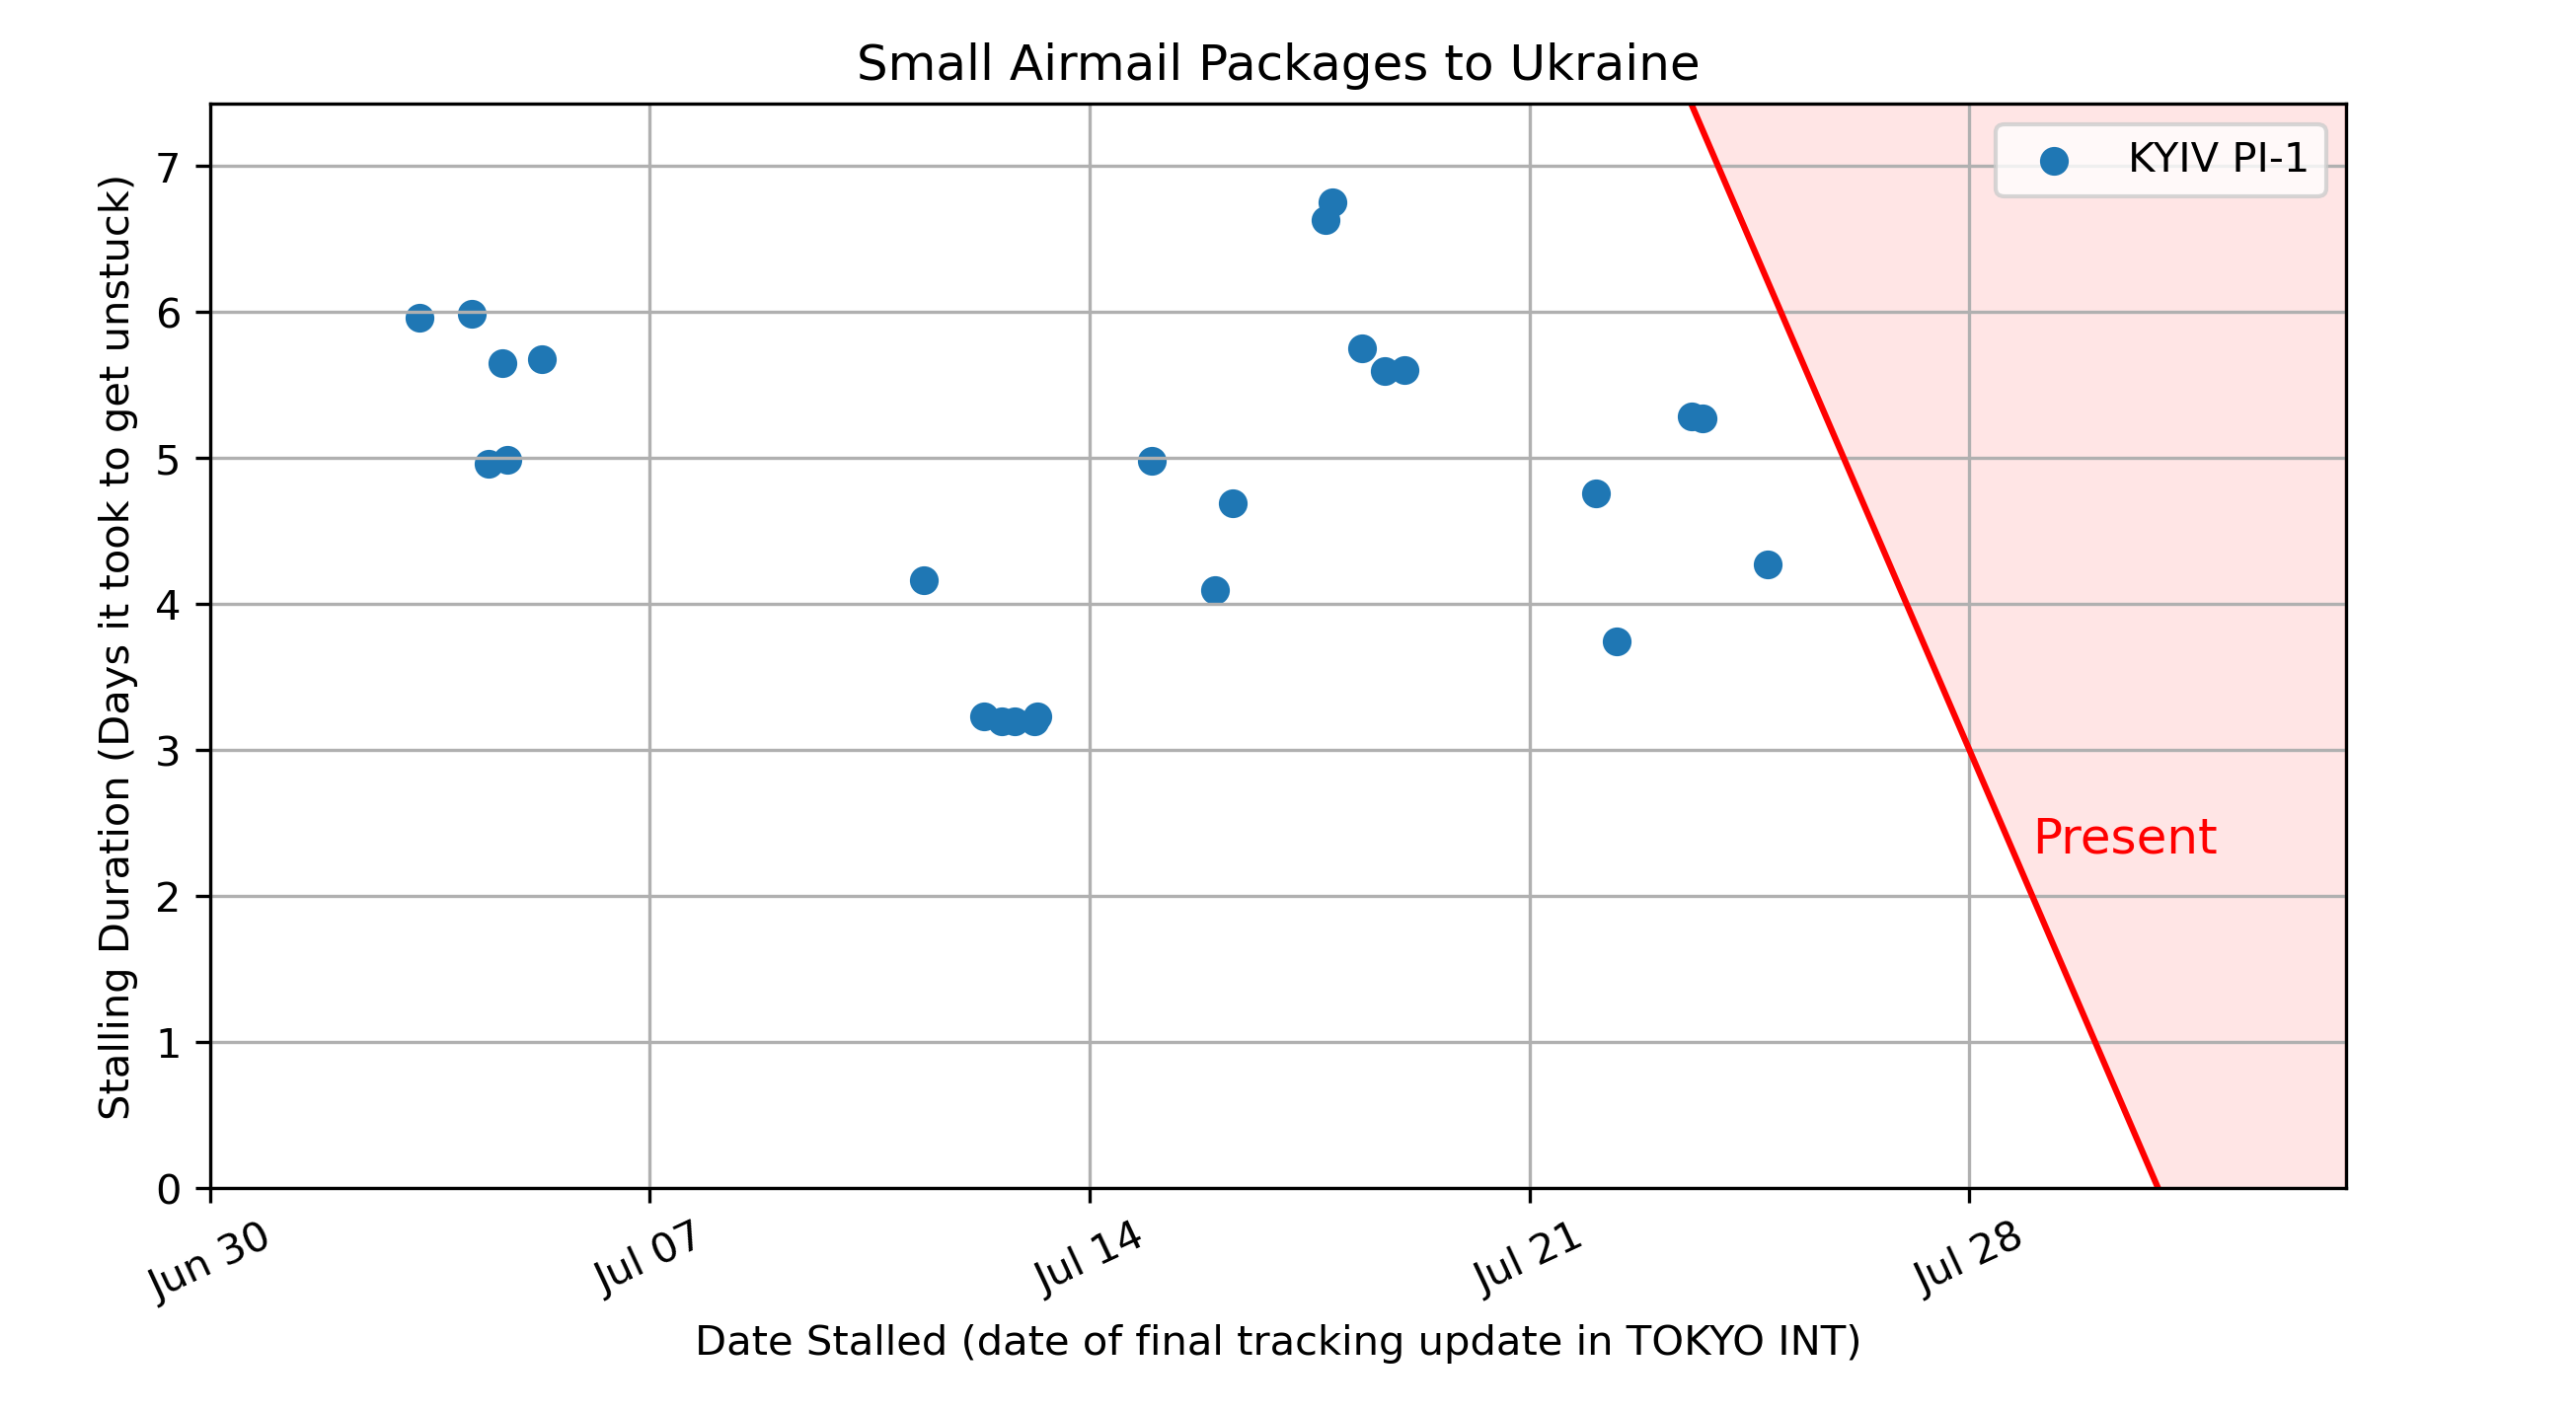 Small Airmail Packages to Ukraine
KYIV PI-1
7
6
5
4
3
2
1
0
Stalling Duration (Days it took to get unstuck)
Present
Jun 30
Jul 07
Jul 14
Jul 21
Jul 28
Date Stalled (date of final tracking update in TOKYO INT)